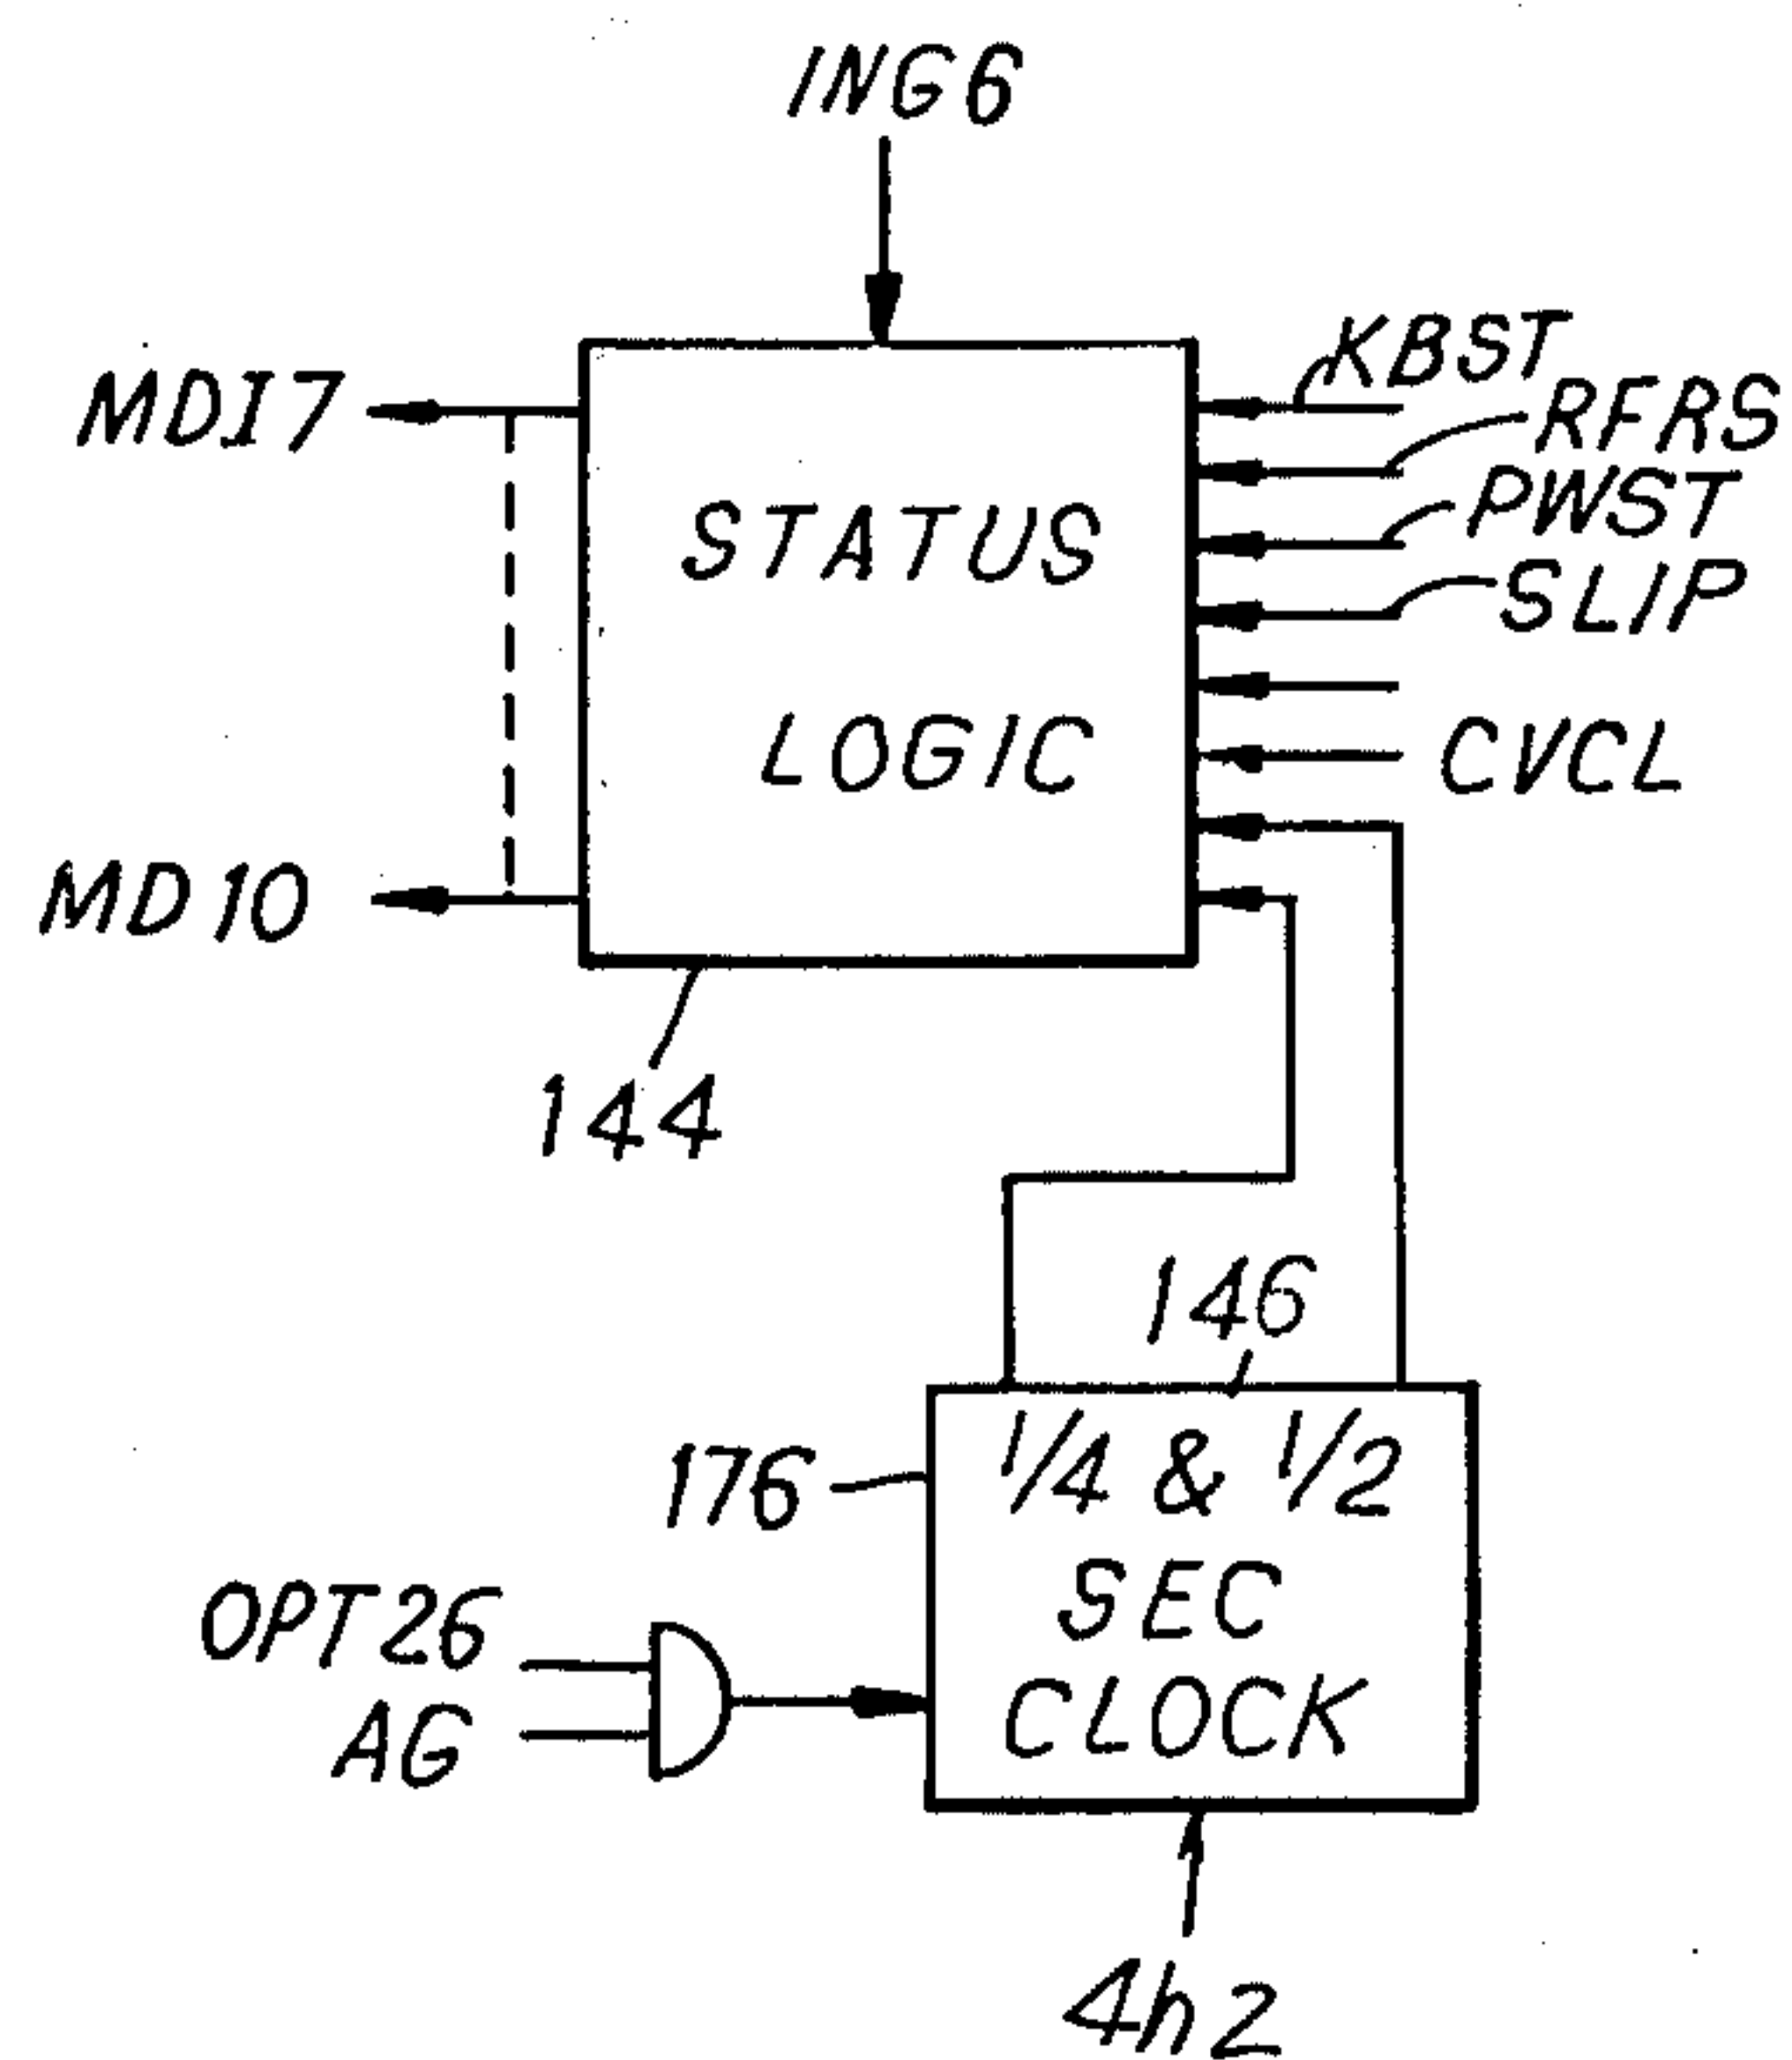 ING6
KBST
MDI7
RFRS
PWST
STATUS
SLIP
LOGIC
CVCL
MD10
144
146
176
1/4 & 1/2
SEC
CLOCK
OPT26
AG
4h2